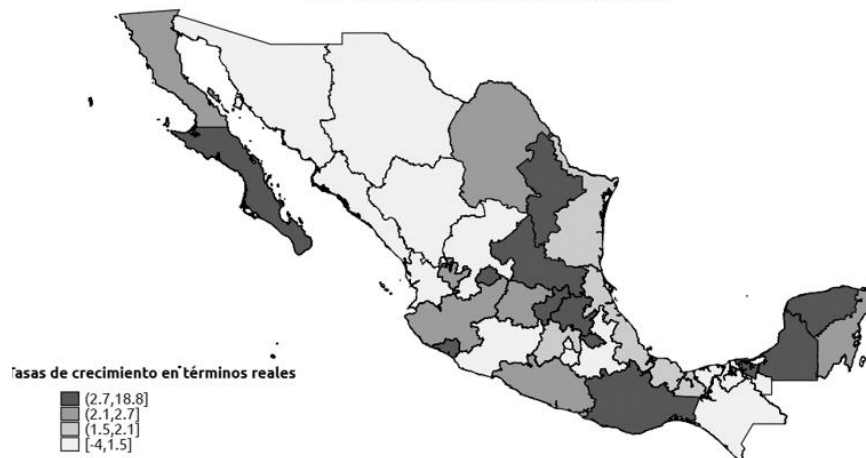 asas de crecimiento en términos reales
(2.7,18.8]
(2.1,2.7]
(1.5,2.1]
[-4,1.5]